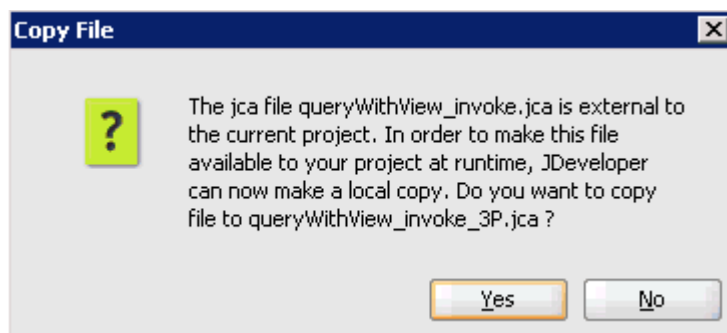 Copy File
The jca file queryWithView_invoke.jca is external to
the current project. In order to make this file
available to your project at runtime, JDeveloper
can now make a local copy. Do you want to copy
file to queryWithView_invoke_3P.jca ?
Yes No